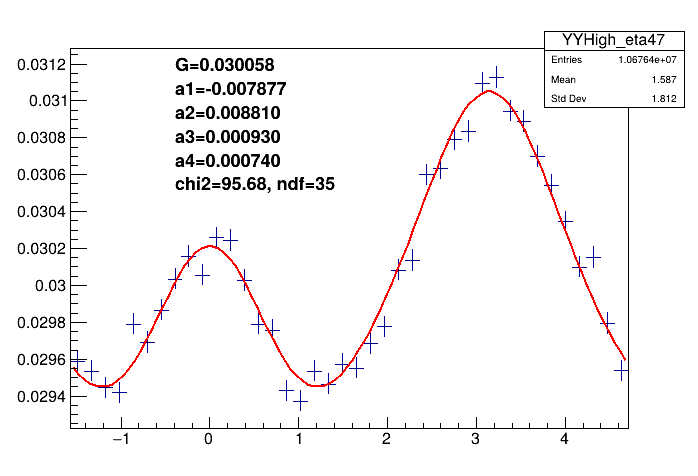 YYHigh_eta47
Entries 1.06764e+07
Mean 1.587
Std Dev 1.812
G=0.030058
a1=-0.007877
a2=0.008810
a3=0.000930
a4=0.000740
chi2=95.68, ndf=35
0.0312
0.031
0.0308
0.0306
0.0304
0.0302
0.03
0.0298
0.0296
0.0294
−1 0 1 2 3 4